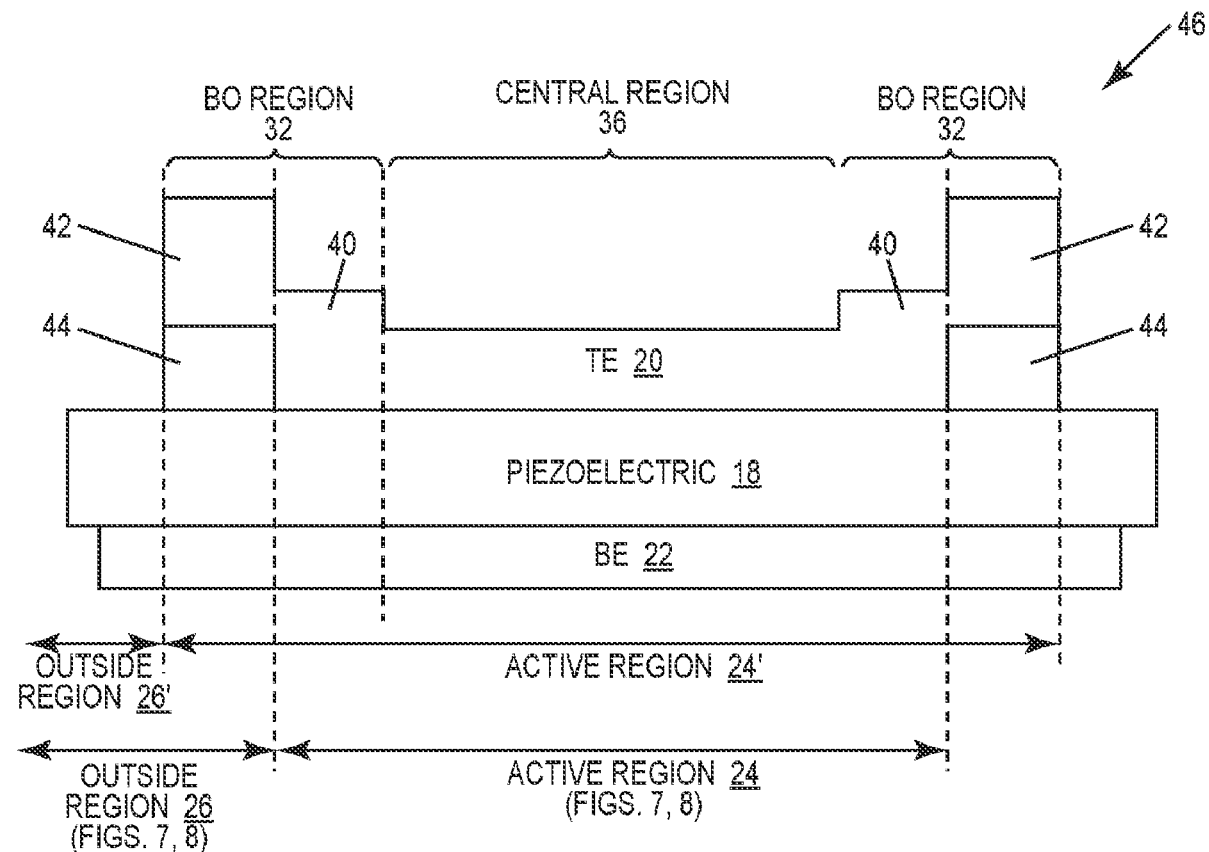 46
BO REGION
32
CENTRAL REGION
36
BO REGION
32
42
40
40
42
44
44
TE 20
PIEZOELECTRIC 18
BE 22
OUTSIDE
REGION 26'
ACTIVE REGION 24'
OUTSIDE
REGION 26
(FIGS. 7, 8)
ACTIVE REGION 24
(FIGS. 7, 8)